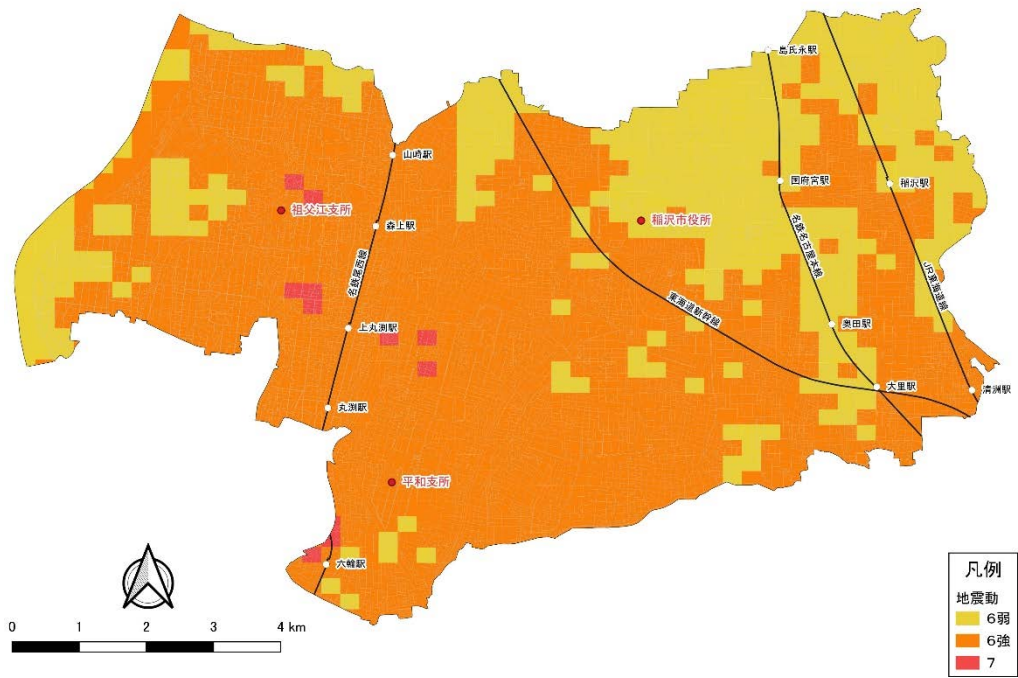 島氏永駅
山崎駅
国府宮駅
稲沢駅
祖父江支所
稲沢市役所
森上駅
名鉄尾西線
名鉄名古屋本線
JR東海道線
東海道新幹線
上丸渕駅
奥田駅
大里駅
清洲駅
丸渕駅
平和支所
六輪駅
0 1 2 3 4 km
凡例
地震動
6弱
6強
7